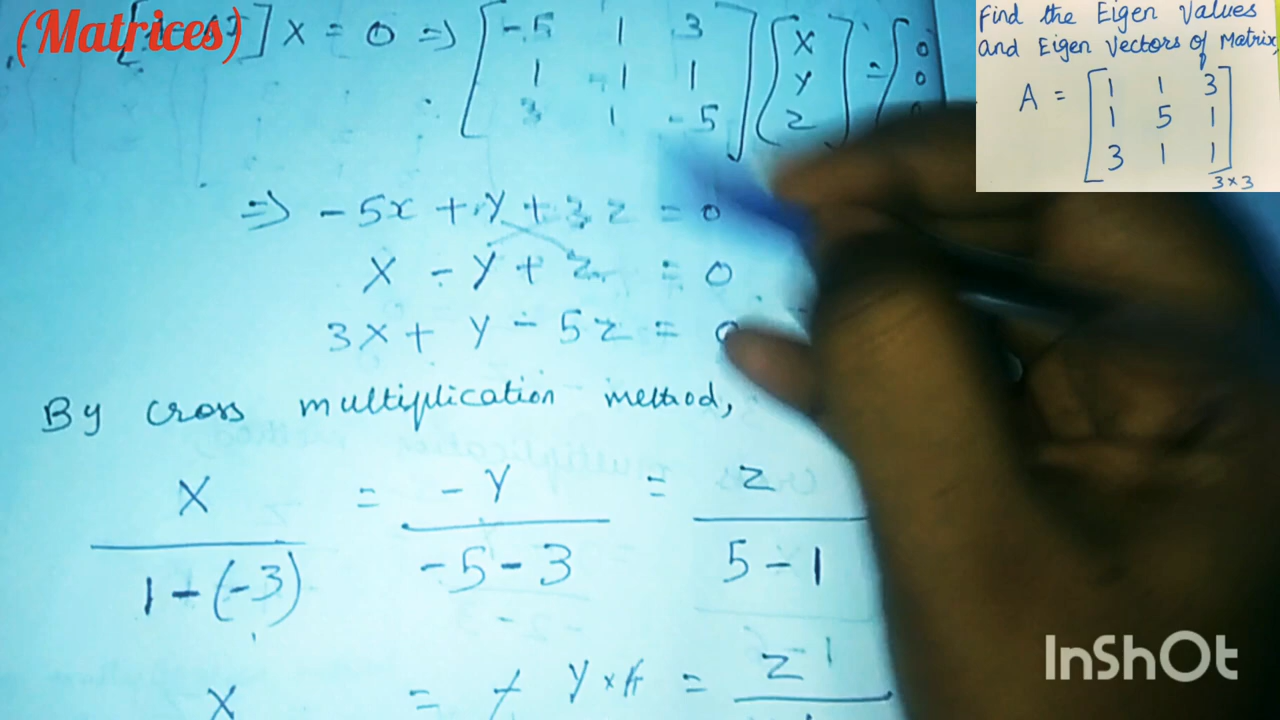 (Matrices)
] X = 0 => [ -5 1 3 ] [ x ] = [ 0
1 -1 1 y 0
3 1 -5 z
=> -5x + y + 3z = 0
x - y + z = 0
3x + y - 5z = 0
By cross multiplication method,
x = -y = z
1-(-3) -5-3 5-1
x = y = z
Find the Eigen Values
and Eigen Vectors of Matrix,
A = [ 1 1 3 ]
1 5 1
3 1 1
3×3
InShOt